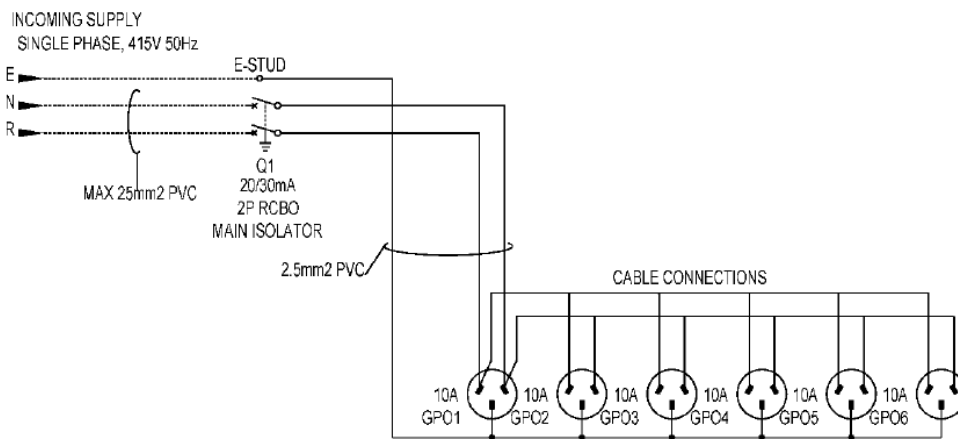 INCOMING SUPPLY
SINGLE PHASE, 415V 50Hz
E
E-STUD
N
R
Q1
20/30mA
2P RCBO
MAIN ISOLATOR
MAX 25mm2 PVC
2.5mm2 PVC
CABLE CONNECTIONS
10A
GPO1
10A
GPO2
10A
GPO3
10A
GPO4
10A
GPO5
10A
GPO6